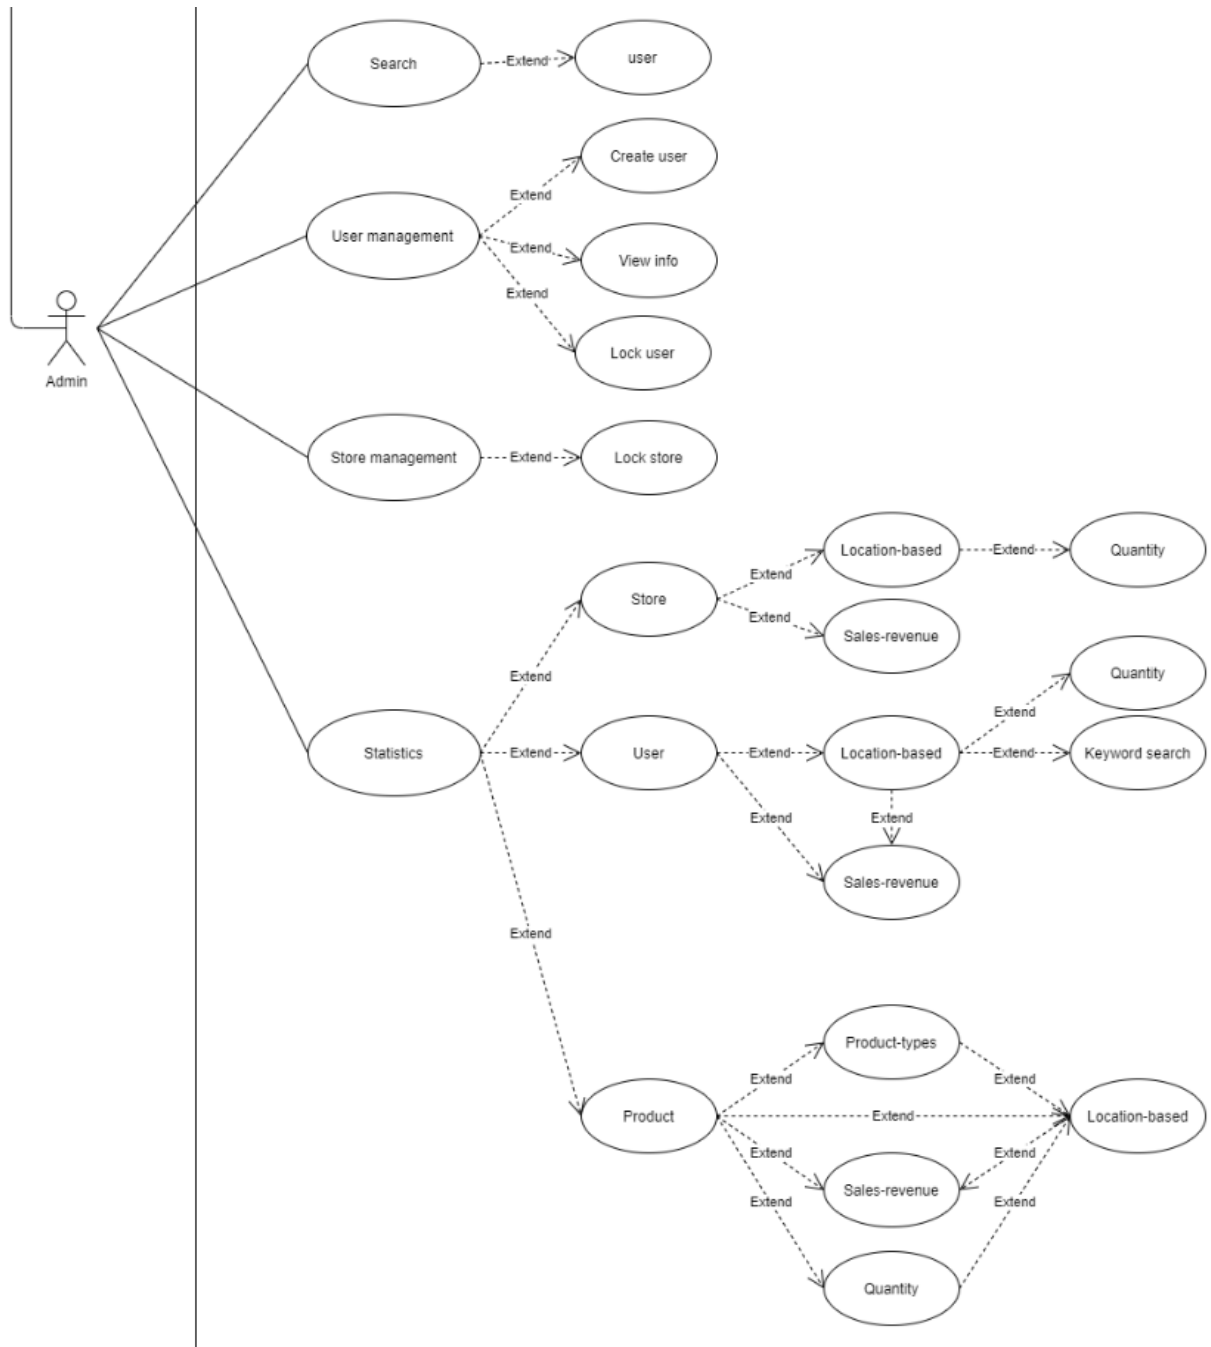 Search
Extend
user
Create user
Extend
User management
Extend
View info
Extend
Lock user
Admin
Store management
Extend
Lock store
Location-based
Extend
Quantity
Extend
Store
Extend
Sales-revenue
Extend
Quantity
Extend
Statistics
Extend
User
Extend
Location-based
Extend
Keyword search
Extend
Extend
Sales-revenue
Extend
Product-types
Extend
Extend
Product
Extend
Location-based
Extend
Extend
Sales-revenue
Extend
Quantity